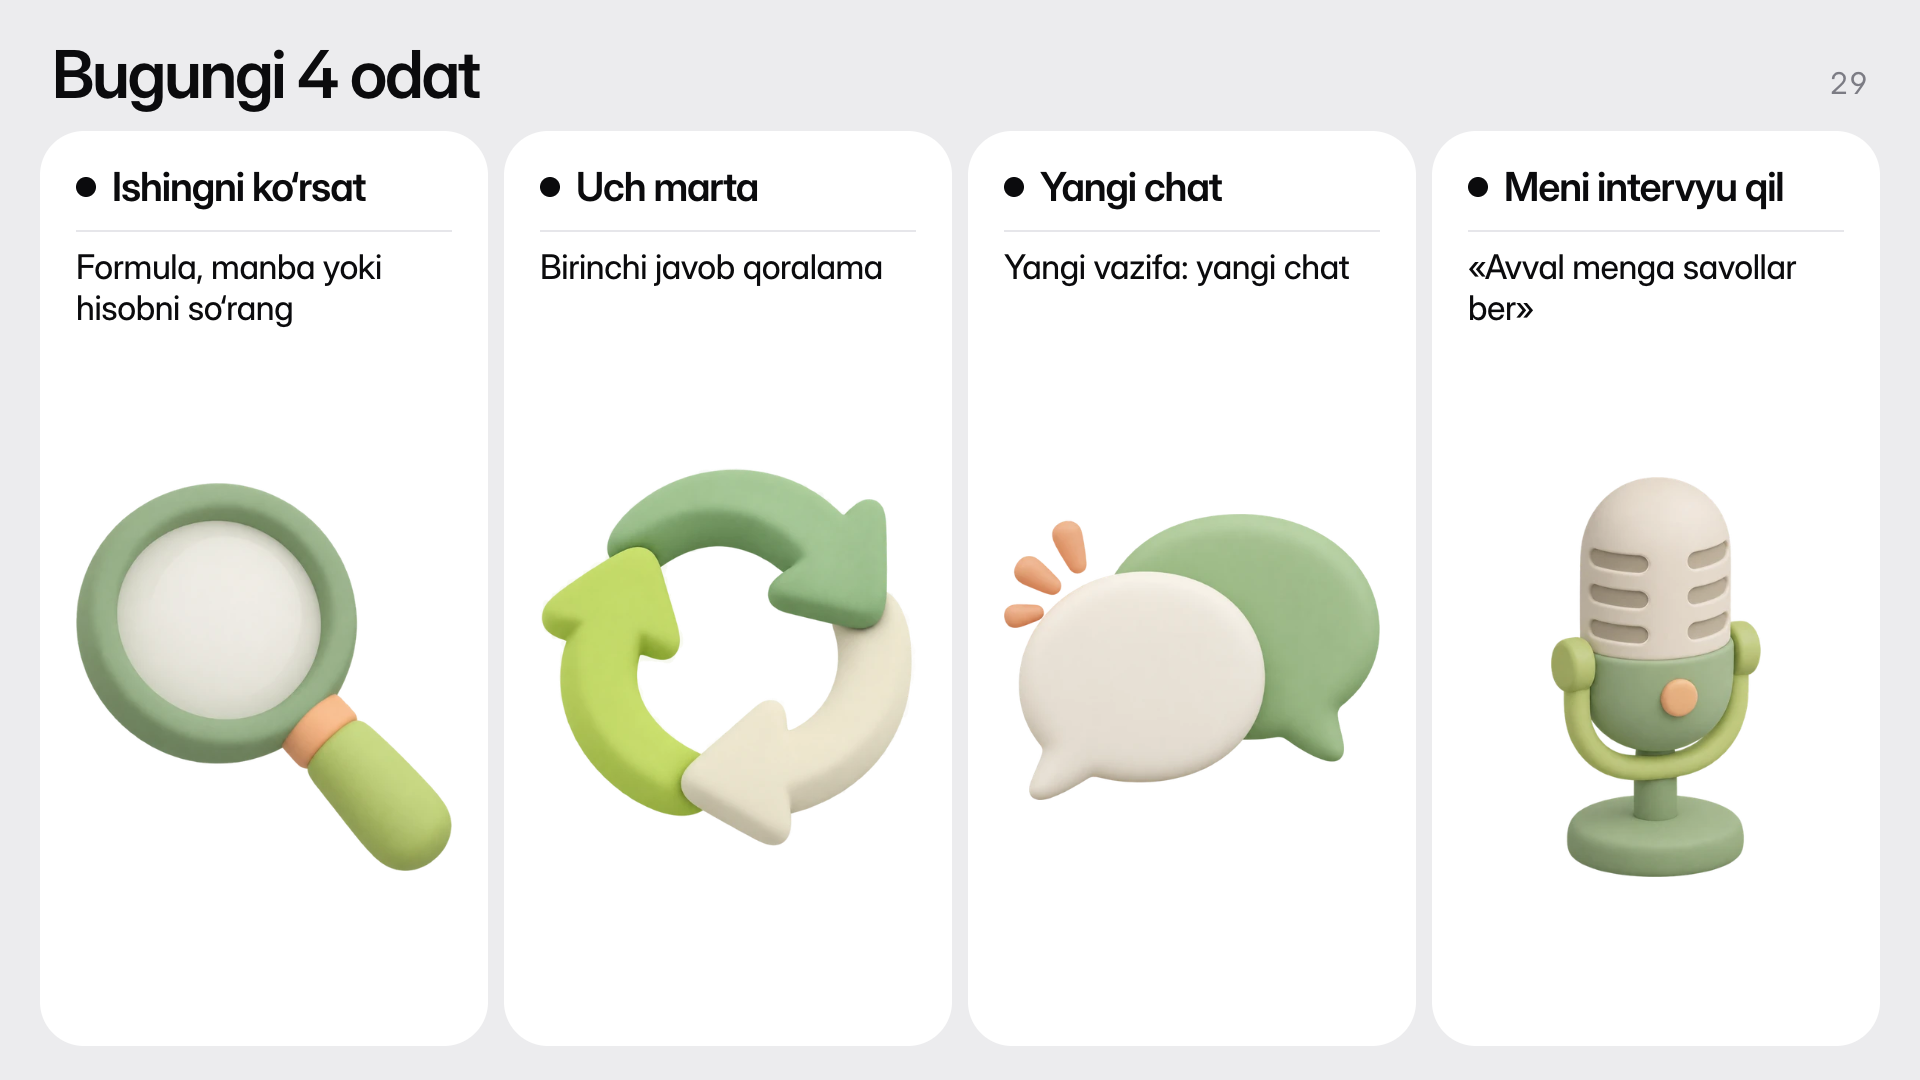 Bugungi 4 odat
29
Ishingni ko‘rsat
Formula, manba yoki
hisobni so‘rang
Uch marta
Birinchi javob qoralama
Yangi chat
Yangi vazifa: yangi chat
Meni intervyu qil
«Avval menga savollar
ber»